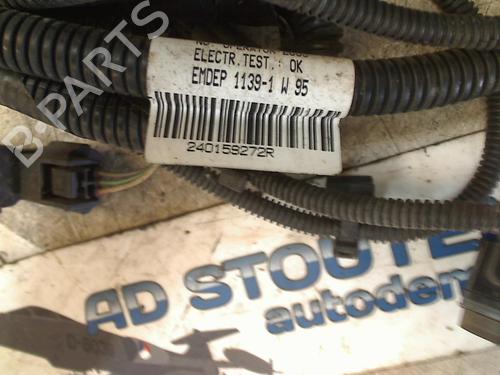 ELECTR.TEST.: OK
EMDEP 1139-1 W 95
240159272R
B-PARTS
AD STOUTE
autodem